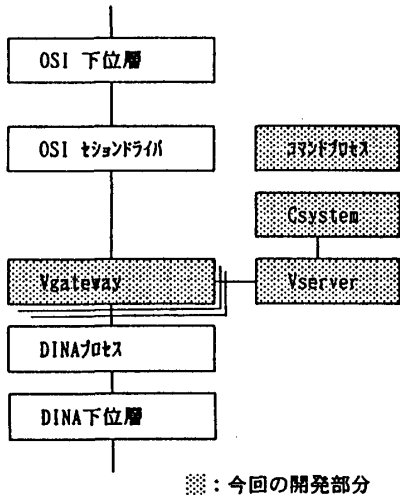 OSI 下位層
OSI セションドライバ
コマンドプロセス
Csystem
Vgateway
Vserver
DINAプロセス
DINA下位層
：今回の開発部分